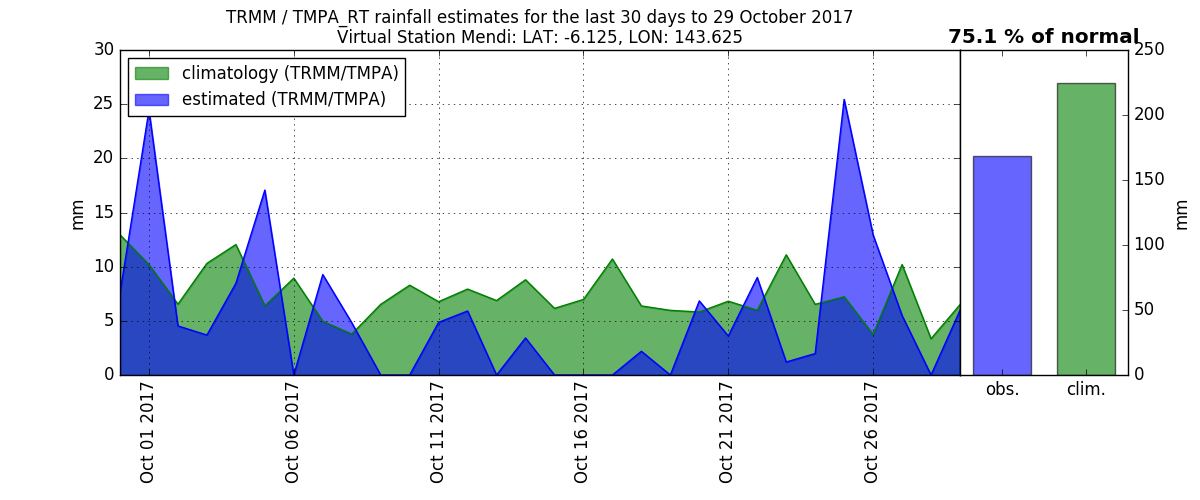 TRMM / TMPA_RT rainfall estimates for the last 30 days to 29 October 2017
Virtual Station Mendi: LAT: -6.125, LON: 143.625
75.1 % of normal
climatology (TRMM/TMPA)
estimated (TRMM/TMPA)
30
25
20
15
10
5
0
mm
Oct 01 2017
Oct 06 2017
Oct 11 2017
Oct 16 2017
Oct 21 2017
Oct 26 2017
250
200
150
100
50
0
mm
obs.
clim.